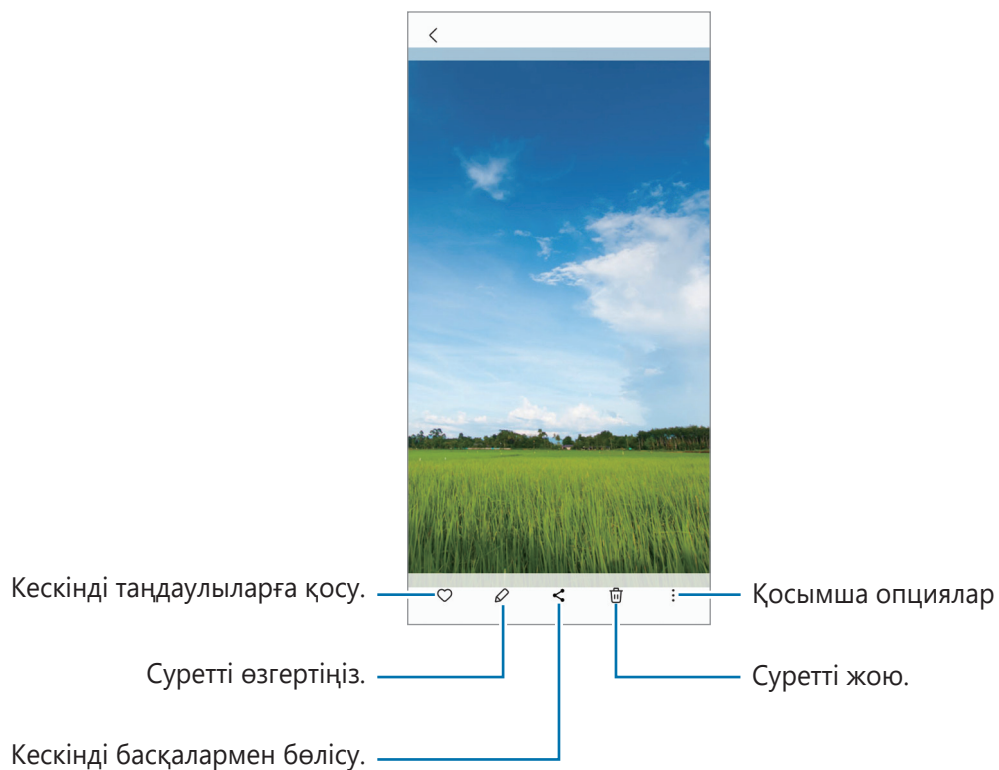 Кескінді таңдаулыларға қосу.
Қосымша опциялар
Суретті өзгертіңіз.
Суретті жою.
Кескінді басқалармен бөлісу.